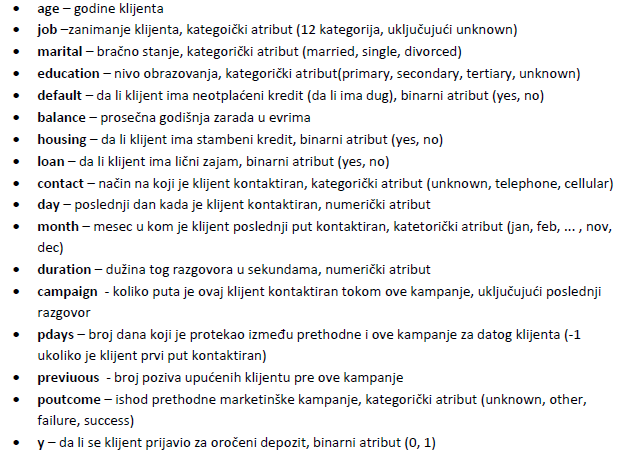 • age – godine klijenta
• job –zanimanje klijenta, kategoički atribut (12 kategorija, uključujući unknown)
• marital – bračno stanje, kategorički atribut (married, single, divorced)
• education – nivo obrazovanja, kategorički atribut(primary, secondary, tertiary, unknown)
• default – da li klijent ima neotplaćeni kredit (da li ima dug), binarni atribut (yes, no)
• balance – prosečna godišnja zarada u evrima
• housing – da li klijent ima stambeni kredit, binarni atribut (yes, no)
• loan – da li klijent ima lični zajam, binarni atribut (yes, no)
• contact – način na koji je klijent kontaktiran, kategorički atribut (unknown, telephone, cellular)
• day – poslednji dan kada je klijent kontaktiran, numerički atribut
• month – mesec u kom je klijent poslednji put kontaktiran, katetorički atribut (jan, feb, ... , nov,
dec)
• duration – dužina tog razgovora u sekundama, numerički atribut
• campaign - koliko puta je ovaj klijent kontaktiran tokom ove kampanje, uključujući poslednji
razgovor
• pdays – broj dana koji je protekao između prethodne i ove kampanje za datog klijenta (-1
ukoliko je klijent prvi put kontaktiran)
• previuous - broj poziva upućenih klijentu pre ove kampanje
• poutcome – ishod prethodne marketinške kampanje, kategorički atribut (unknown, other,
failure, success)
• y – da li se klijent prijavio za oročeni depozit, binarni atribut (0, 1)